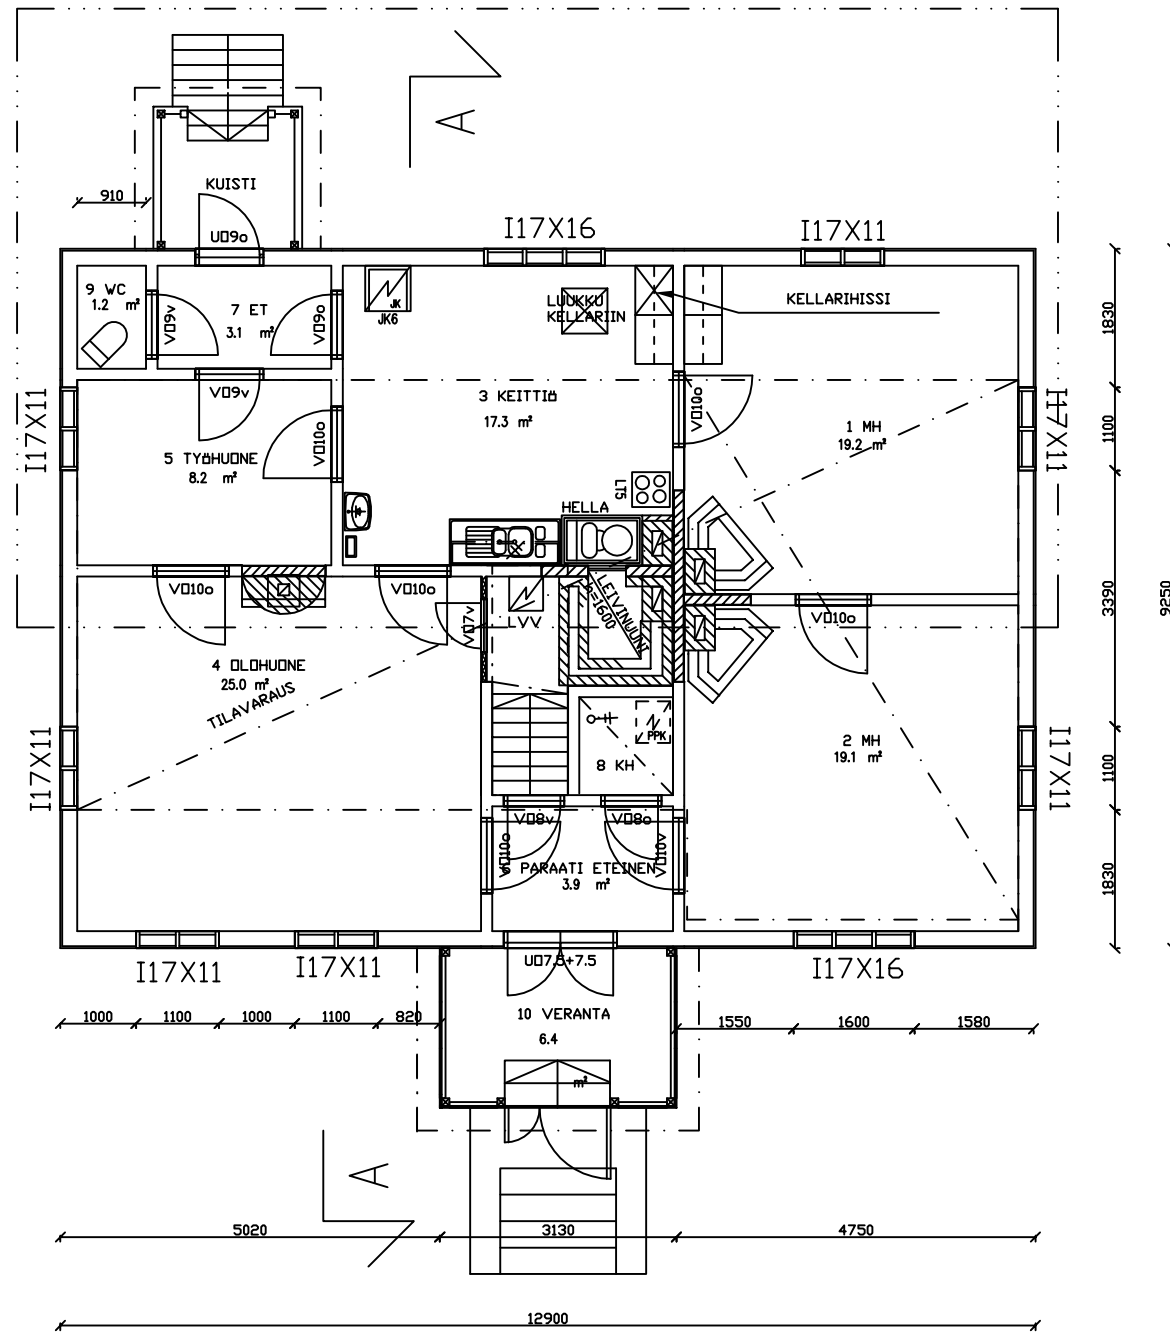 A
KUISTI
910
UO9o
I17X16
I17X11
9 WC
1.2 m²
7 ET
3.1 m²
VO9v
VO9o
JK
JK6
LUUKKU
KELLARIIN
KELLARIHISSI
1830
VO9v
3 KEITTIÖ
17.3 m²
VO10o
I17X11
I17X11
1 MH
19.2 m²
1100
5 TYÖHUONE
8.2 m²
VO10o
LT5
HELLA
VO10o
VO10o
VO7v
LVV
LEIVINUUNI
h=1600
VO10o
3390
9250
4 OLOHUONE
25.0 m²
TILAVARAUS
PPK
8 KH
2 MH
19.1 m²
I17X11
I17X11
1100
VO8v
VO8o
VO10o
VO10v
6 PARAATI ETEINEN
3.9 m²
1830
I17X11
I17X11
UO7.5+7.5
I17X16
10 VERANTA
6.4
m²
1000
1100
1000
1100
820
1550
1600
1580
A
5020
3130
4750
12900